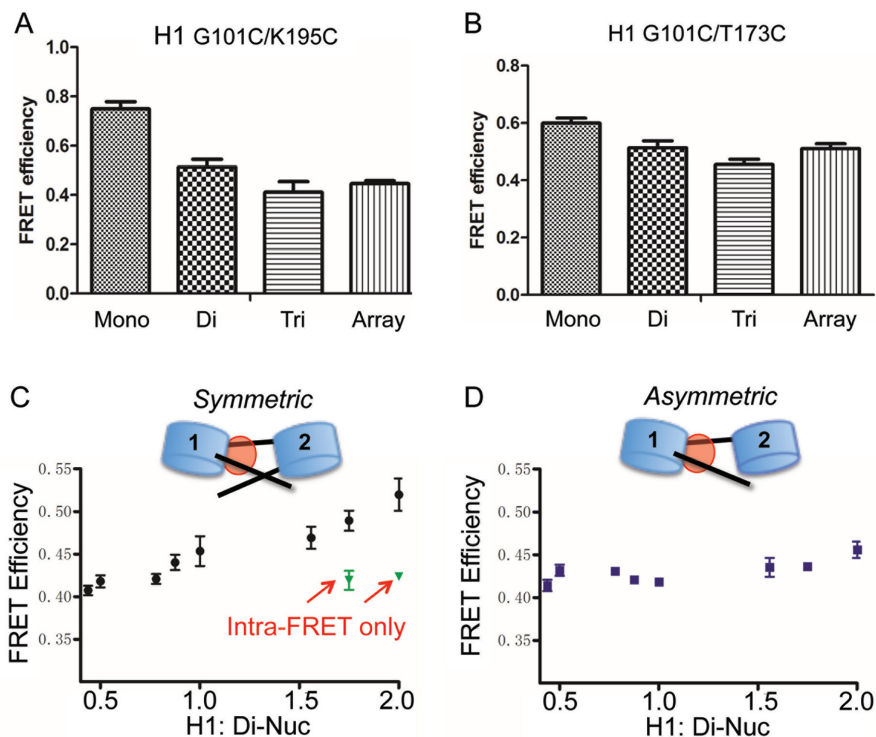 A
H1 G101C/K195C
FRET efficiency
1.0
0.8
0.6
0.4
0.2
0.0
Mono Di Tri Array
B
H1 G101C/T173C
FRET efficiency
0.8
0.6
0.4
0.2
0.0
Mono Di Tri Array
C
Symmetric
1 2
FRET Efficiency
0.55
0.50
0.45
0.40
0.35
Intra-FRET only
0.5 1.0 1.5 2.0
H1: Di-Nuc
D
Asymmetric
1 2
FRET Efficiency
0.55
0.50
0.45
0.40
0.35
0.5 1.0 1.5 2.0
H1: Di-Nuc